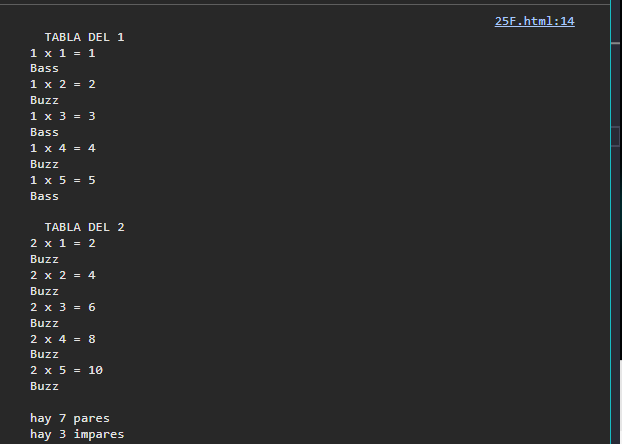 25F.html:14
TABLA DEL 1
1 x 1 = 1
Bass
1 x 2 = 2
Buzz
1 x 3 = 3
Bass
1 x 4 = 4
Buzz
1 x 5 = 5
Bass
TABLA DEL 2
2 x 1 = 2
Buzz
2 x 2 = 4
Buzz
2 x 3 = 6
Buzz
2 x 4 = 8
Buzz
2 x 5 = 10
Buzz
hay 7 pares
hay 3 impares